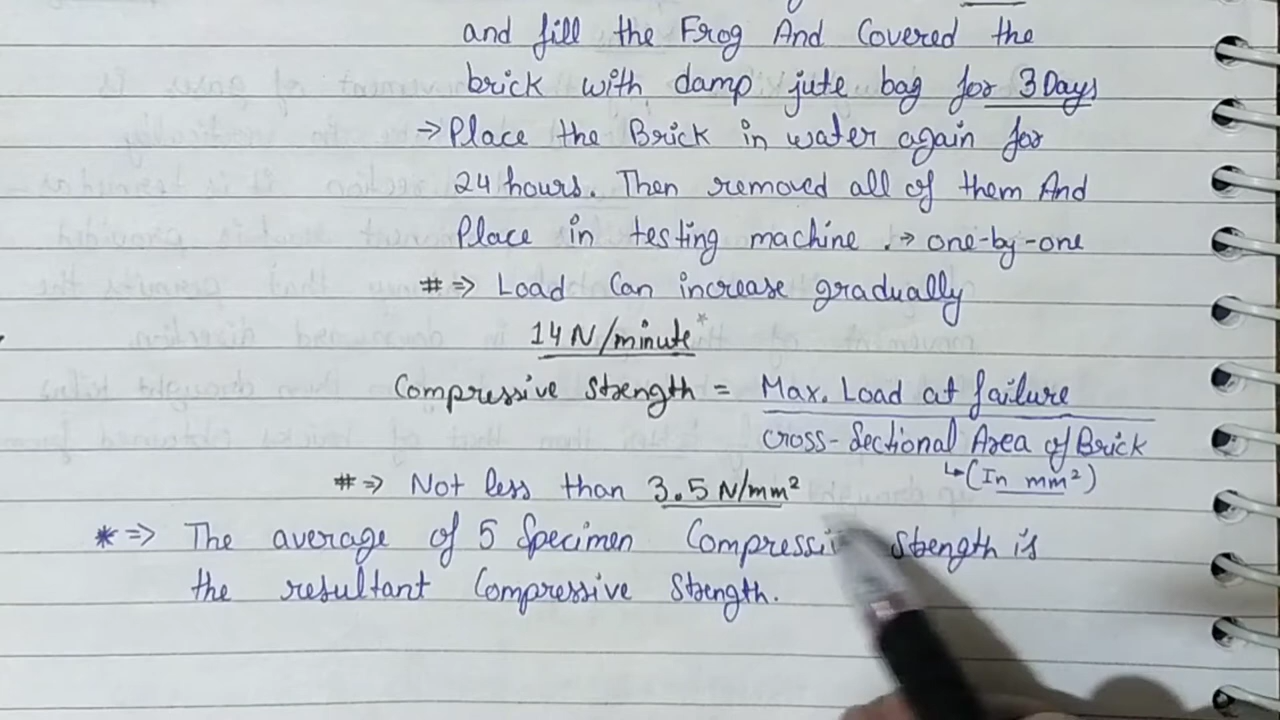 and fill the Frog And Covered the
brick with damp jute bag for 3 Days
→ Place the Brick in water again for
24 hours. Then removed all of them And
Place in testing machine . → one-by-one
# ⇒ Load Can increase gradually
14 N/minute*
Compressive Strength = Max. Load at failure
Cross-Sectional Area of Brick
↳ (In mm²)
# ⇒ Not less than 3.5 N/mm²
* ⇒ The average of 5 Specimen Compressi Strength is
the resultant Compressive Strength.